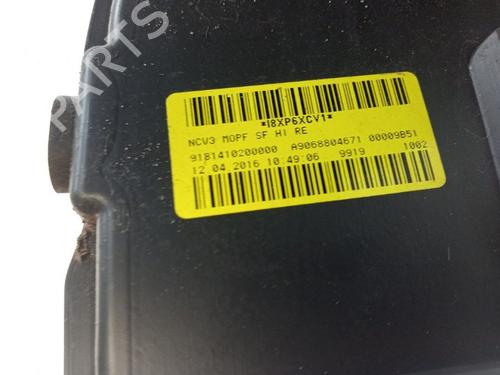 PARTS
*I8XP6XCV1*
NCV3 MOPF SF HI RE
9181410200000 A9068804671 00009B51
12.04.2016 10:49:06 9919 1002